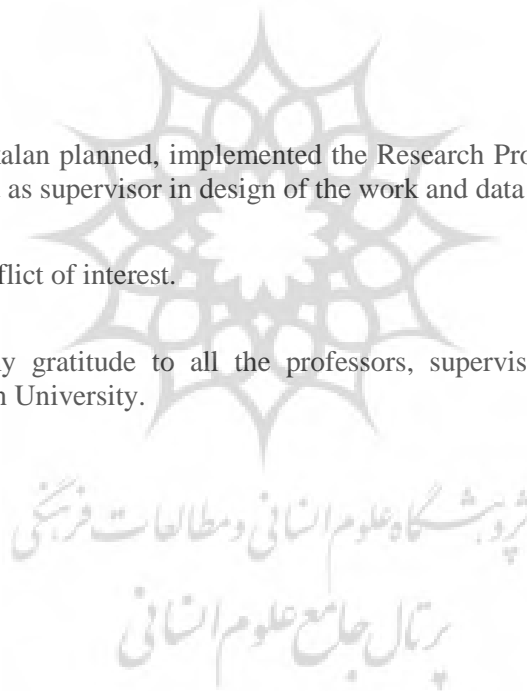 alan planned, implemented the Research Pro
as supervisor in design of the work and data
flict of interest.
y gratitude to all the professors, supervis
n University.
پژوهشگاه علوم انسانی و مطالعات فرهنگی
پرتال جامع علوم انسانی